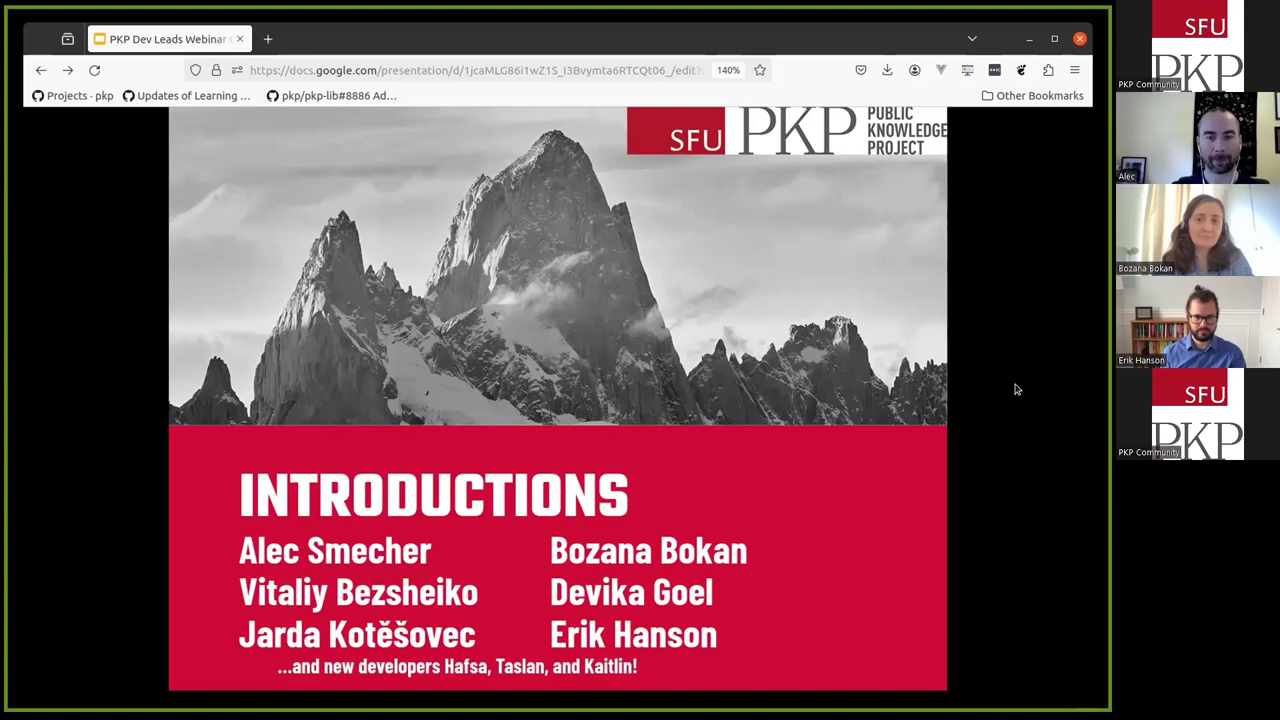 PKP Dev Leads Webinar
https://docs.google.com/presentation/d/1jcaMLG86i1wZ1S_I3Bvymta6RTCQt06_/edit?
140%
Projects · pkp
Updates of Learning ...
pkp/pkp-lib#8886 Ad...
Other Bookmarks
SFU
PKP
PUBLIC
KNOWLEDGE
PROJECT
INTRODUCTIONS
Alec Smecher
Bozana Bokan
Vitaliy Bezsheiko
Devika Goel
Jarda Kotěšovec
Erik Hanson
...and new developers Hafsa, Taslan, and Kaitlin!
SFU
PKP
PKP Community
Alec
Bozana Bokan
Erik Hanson
SFU
PKP
PKP Community